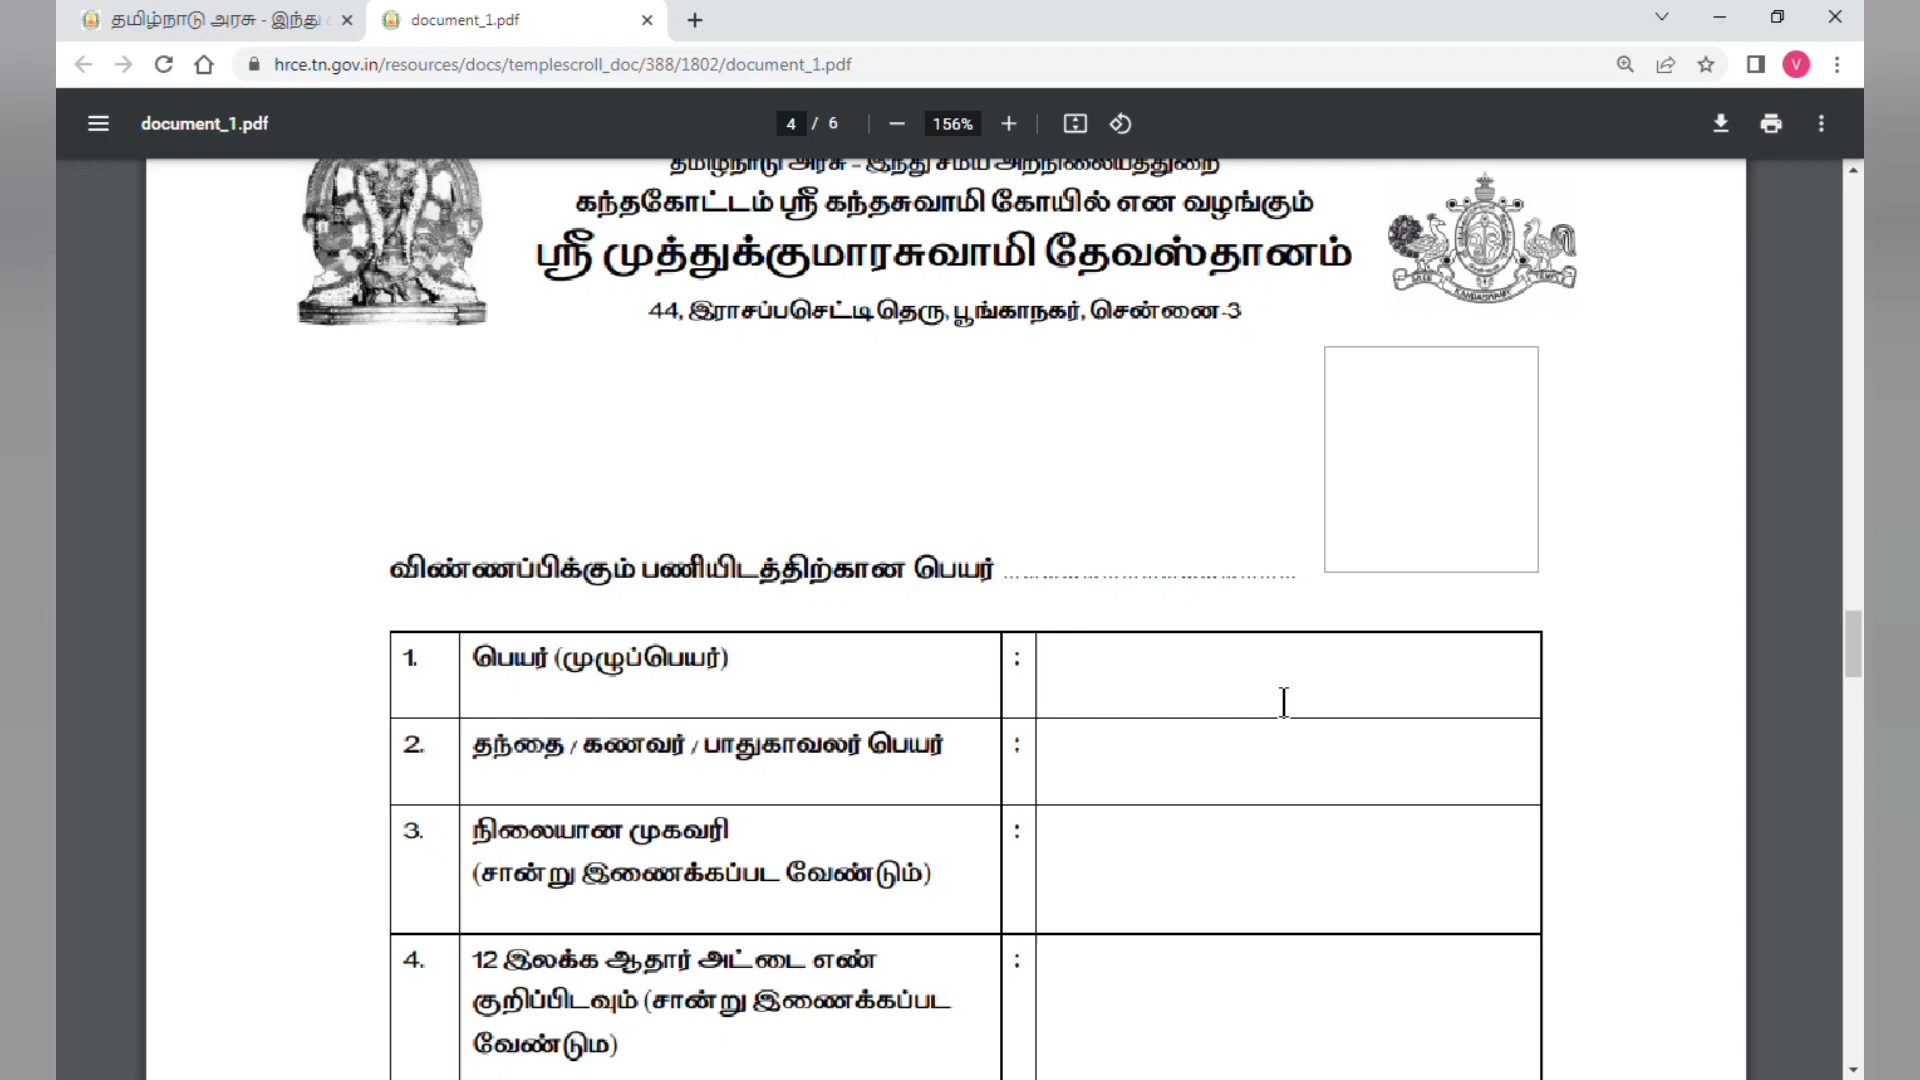 தமிழ்நாடு அரசு - இந்து
document_1.pdf
hrce.tn.gov.in/resources/docs/templescroll_doc/388/1802/document_1.pdf
V
document_1.pdf
4 / 6
156%
தமிழ்நாடு அரசு - இந்து சமய அறநிலையத்துறை
கந்தகோட்டம் ஸ்ரீ கந்தசுவாமி கோயில் என வழங்கும்
ஸ்ரீ முத்துக்குமாரசுவாமி தேவஸ்தானம்
44, இராசப்பசெட்டி தெரு, பூங்காநகர், சென்னை-3
விண்ணப்பிக்கும் பணியிடத்திற்கான பெயர் ......................................
1. பெயர் (முழுப்பெயர்) :
2. தந்தை / கணவர் / பாதுகாவலர் பெயர் :
3. நிலையான முகவரி :
(சான்று இணைக்கப்பட வேண்டும்)
4. 12 இலக்க ஆதார் அட்டை எண் :
குறிப்பிடவும் (சான்று இணைக்கப்பட
வேண்டும)